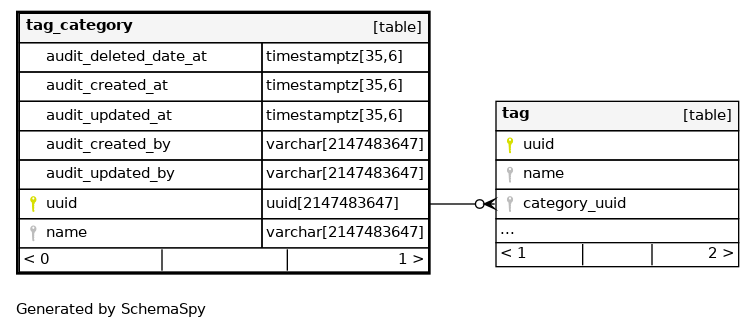 tag_category [table]
audit_deleted_date_at timestamptz[35,6]
audit_created_at timestamptz[35,6]
audit_updated_at timestamptz[35,6]
audit_created_by varchar[2147483647]
audit_updated_by varchar[2147483647]
uuid uuid[2147483647]
name varchar[2147483647]
< 0 1 >
tag [table]
uuid
name
category_uuid
...
< 1 2 >
Generated by SchemaSpy